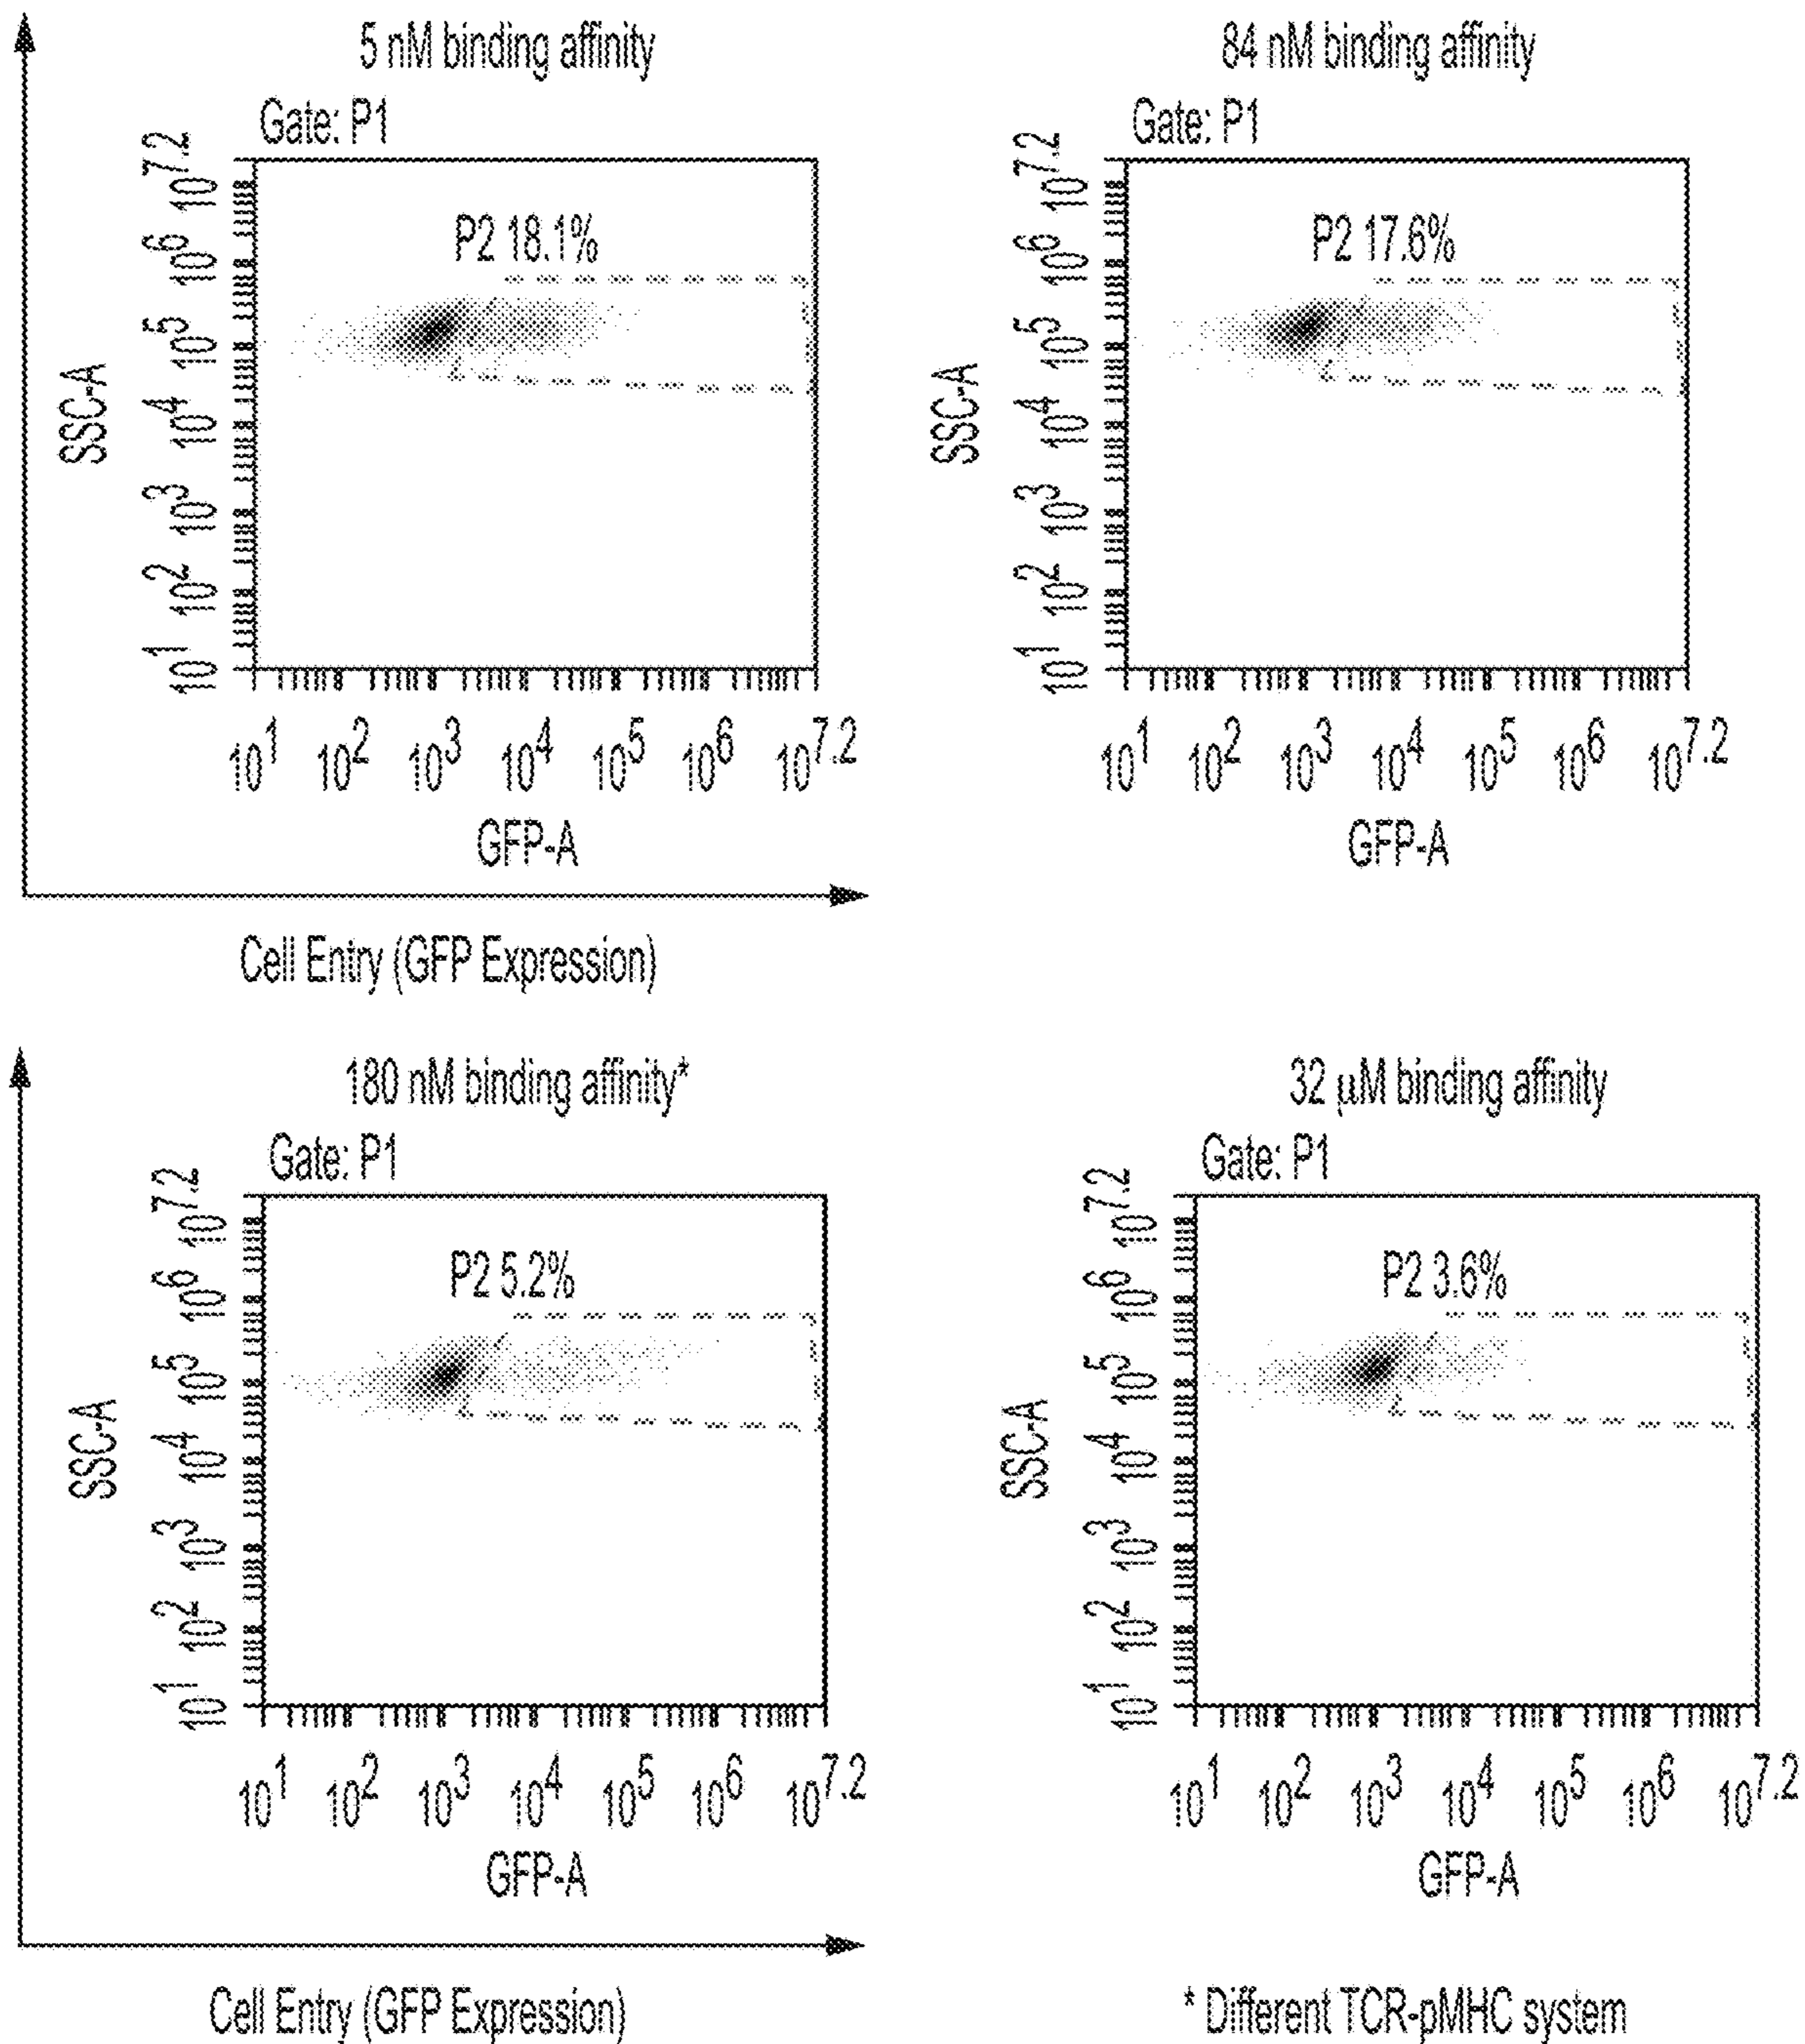 5 nM binding affinity
Gate: P1
P2 18.1%
SSC-A
10^7.2
10^6
10^5
10^4
10^3
10^2
10^1
10^1 10^2 10^3 10^4 10^5 10^6 10^7.2
GFP-A
Cell Entry (GFP Expression)
84 nM binding affinity
Gate: P1
P2 17.6%
SSC-A
10^7.2
10^6
10^5
10^4
10^3
10^2
10^1
10^1 10^2 10^3 10^4 10^5 10^6 10^7.2
GFP-A
180 nM binding affinity*
Gate: P1
P2 5.2%
SSC-A
10^7.2
10^6
10^5
10^4
10^3
10^2
10^1
10^1 10^2 10^3 10^4 10^5 10^6 10^7.2
GFP-A
Cell Entry (GFP Expression)
32 μM binding affinity
Gate: P1
P2 3.6%
SSC-A
10^7.2
10^6
10^5
10^4
10^3
10^2
10^1
10^1 10^2 10^3 10^4 10^5 10^6 10^7.2
GFP-A
* Different TCR-pMHC system